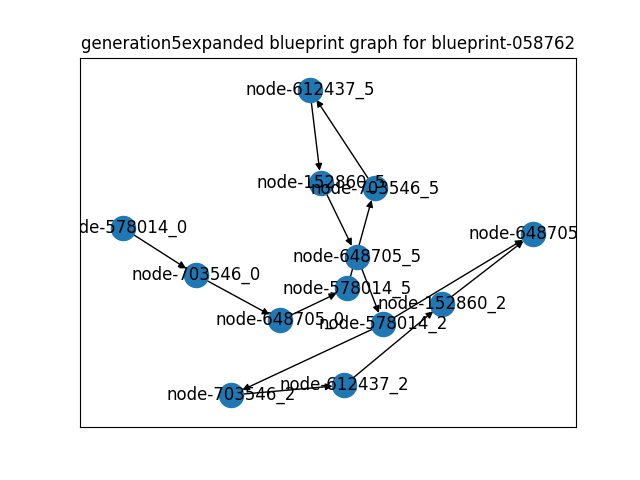 generation5expanded blueprint graph for blueprint-058762
node-612437_5
node-152860_5
node-703546_5
de-578014_0
node-648705
node-648705_5
node-703546_0
node-578014_5
node-152860_2
node-648705_0
node-578014_2
node-612437_2
node-703546_2